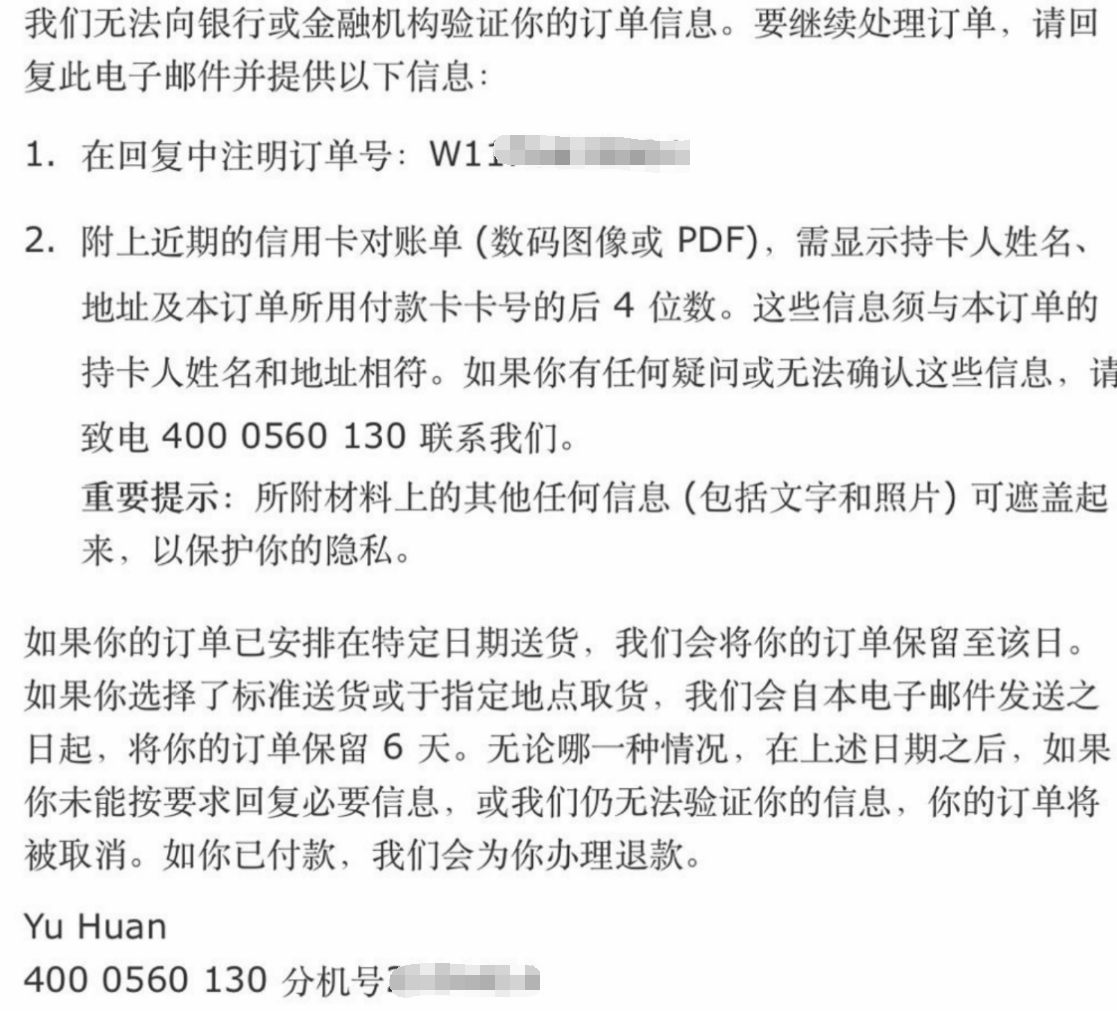 我们无法向银行或金融机构验证你的订单信息。要继续处理订单，请回
复此电子邮件并提供以下信息：
1. 在回复中注明订单号：W11
2. 附上近期的信用卡对账单 (数码图像或 PDF)，需显示持卡人姓名、
地址及本订单所用付款卡卡号的后 4 位数。这些信息须与本订单的
持卡人姓名和地址相符。如果你有任何疑问或无法确认这些信息，请
致电 400 0560 130 联系我们。
重要提示：所附材料上的其他任何信息 (包括文字和照片) 可遮盖起
来，以保护你的隐私。
如果你的订单已安排在特定日期送货，我们会将你的订单保留至该日。
如果你选择了标准送货或于指定地点取货，我们会自本电子邮件发送之
日起，将你的订单保留 6 天。无论哪一种情况，在上述日期之后，如果
你未能按要求回复必要信息，或我们仍无法验证你的信息，你的订单将
被取消。如你已付款，我们会为你办理退款。
Yu Huan
400 0560 130 分机号